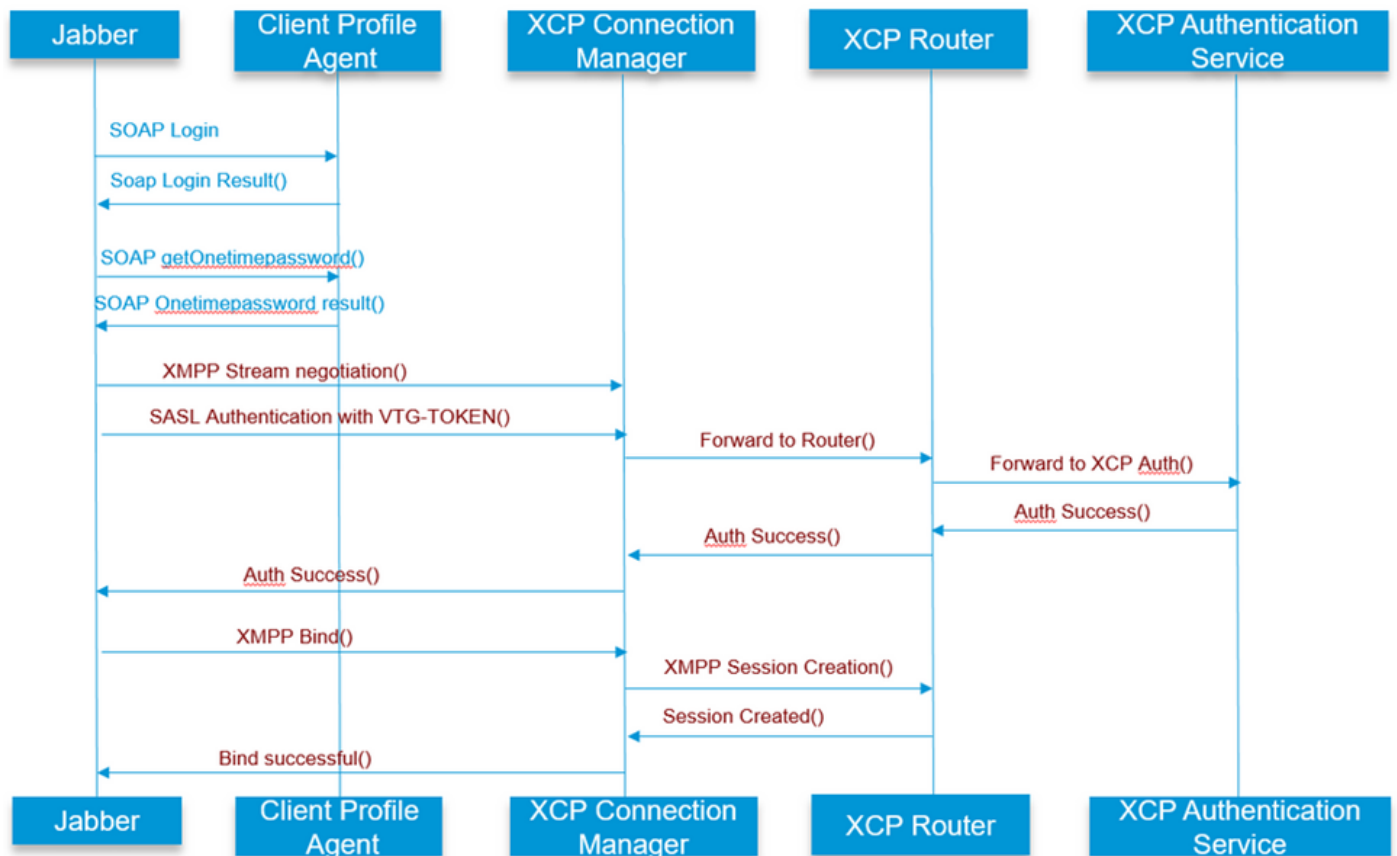 Jabber
Client Profile
Agent
XCP Connection
Manager
XCP Router
XCP Authentication
Service
SOAP Login
Soap Login Result()
SOAP getOnetimepassword()
SOAP Onetimepassword result()
XMPP Stream negotiation()
SASL Authentication with VTG-TOKEN()
Forward to Router()
Forward to XCP Auth()
Auth Success()
Auth Success()
Auth Success()
XMPP Bind()
XMPP Session Creation()
Session Created()
Bind successful()
Jabber
Client Profile
Agent
XCP Connection
Manager
XCP Router
XCP Authentication
Service